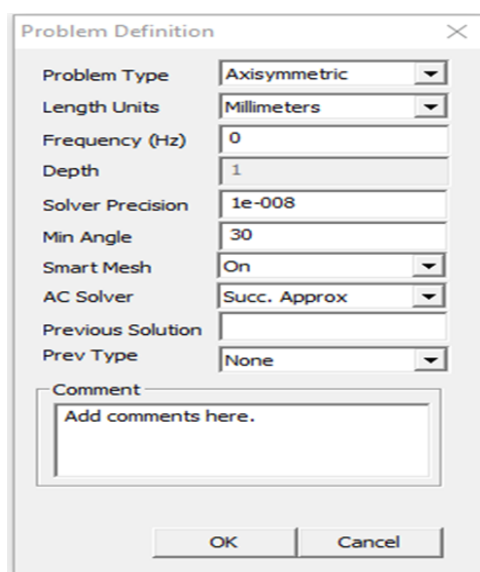 Problem Definition
Problem Type Axisymmetric
Length Units Millimeters
Frequency (Hz) 0
Depth 1
Solver Precision 1e-008
Min Angle 30
Smart Mesh On
AC Solver Succ. Approx
Previous Solution
Prev Type None
Comment
Add comments here.
OK Cancel